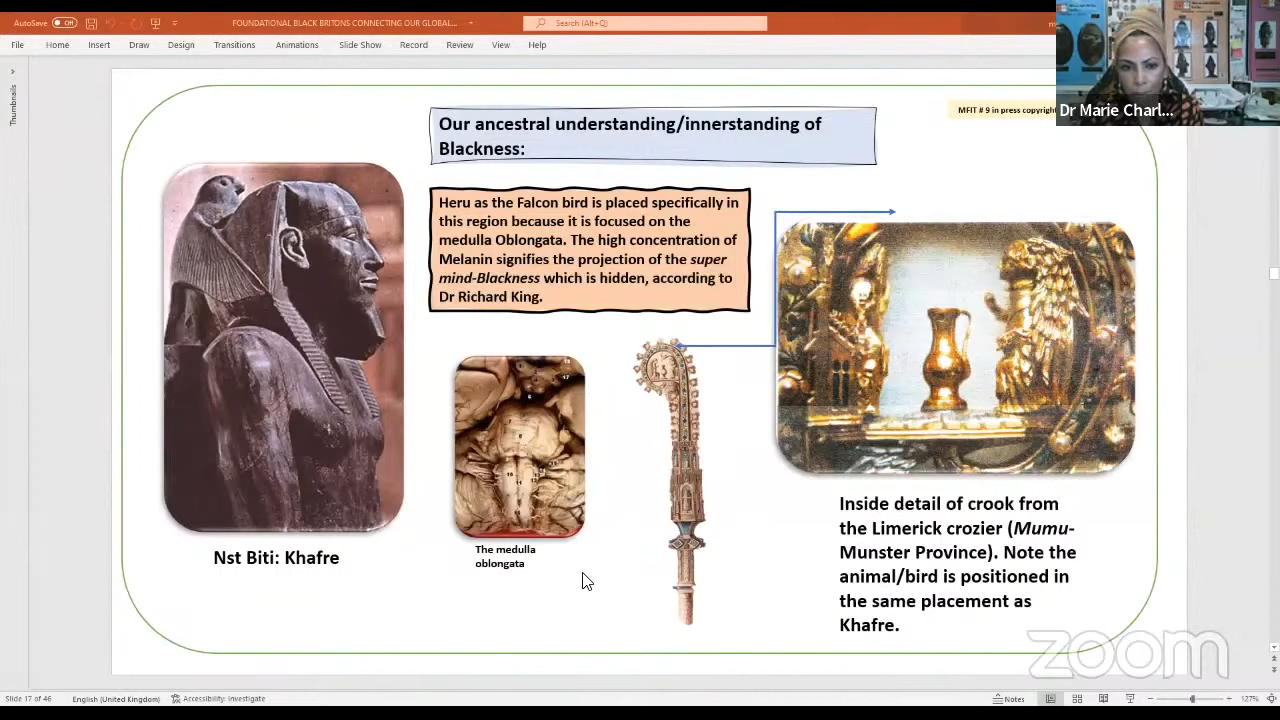 AutoSave Off
FOUNDATIONAL BLACK BRITONS CONNECTING OUR GLOBAL...
Search (Alt+Q)
File Home Insert Draw Design Transitions Animations Slide Show Record Review View Help
Thumbnails
MFIT # 9 in press copyright
Dr Marie Charl...
Our ancestral understanding/innerstanding of
Blackness:
Heru as the Falcon bird is placed specifically in
this region because it is focused on the
medulla Oblongata. The high concentration of
Melanin signifies the projection of the super
mind-Blackness which is hidden, according to
Dr Richard King.
Nst Biti: Khafre
The medulla
oblongata
Inside detail of crook from
the Limerick crozier (Mumu-
Munster Province). Note the
animal/bird is positioned in
the same placement as
Khafre.
zoom
Slide 17 of 46 English (United Kingdom) Accessibility: Investigate Notes 127%